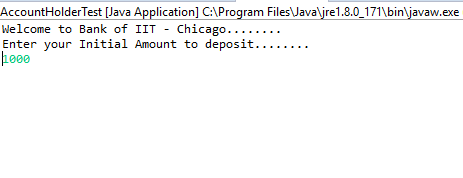 AccountHolderTest [Java Application] C:\Program Files\Java\jre1.8.0_171\bin\javaw.exe
Welcome to Bank of IIT - Chicago........
Enter your Initial Amount to deposit........
1000